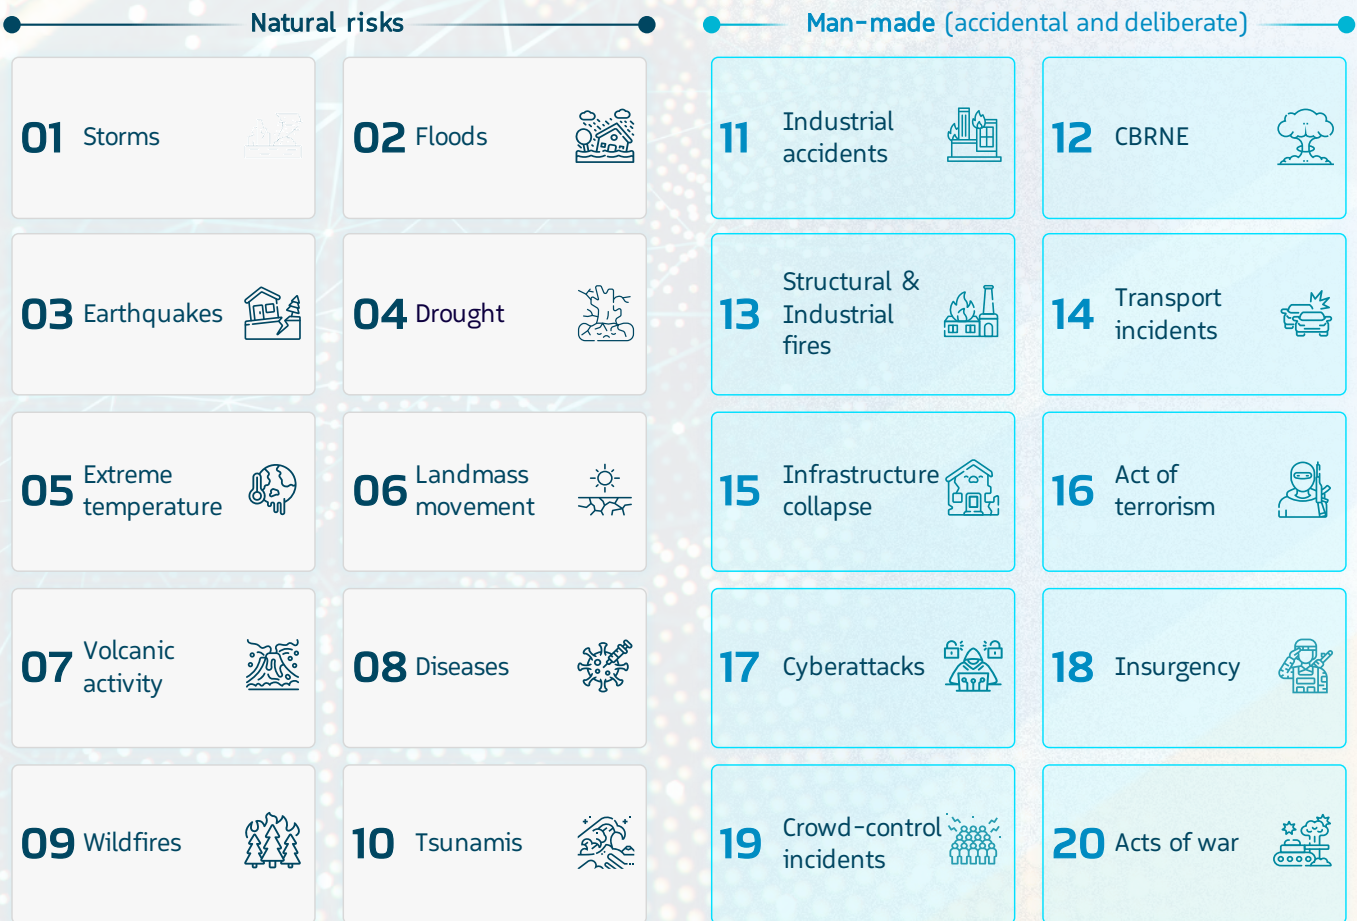 Natural risks
Man-made (accidental and deliberate)
01 Storms
02 Floods
03 Earthquakes
04 Drought
05 Extreme
temperature
06 Landmass
movement
07 Volcanic
activity
08 Diseases
09 Wildfires
10 Tsunamis
11 Industrial
accidents
12 CBRNE
13 Structural &
Industrial
fires
14 Transport
incidents
15 Infrastructure
collapse
16 Act of
terrorism
17 Cyberattacks
18 Insurgency
19 Crowd-control
incidents
20 Acts of war